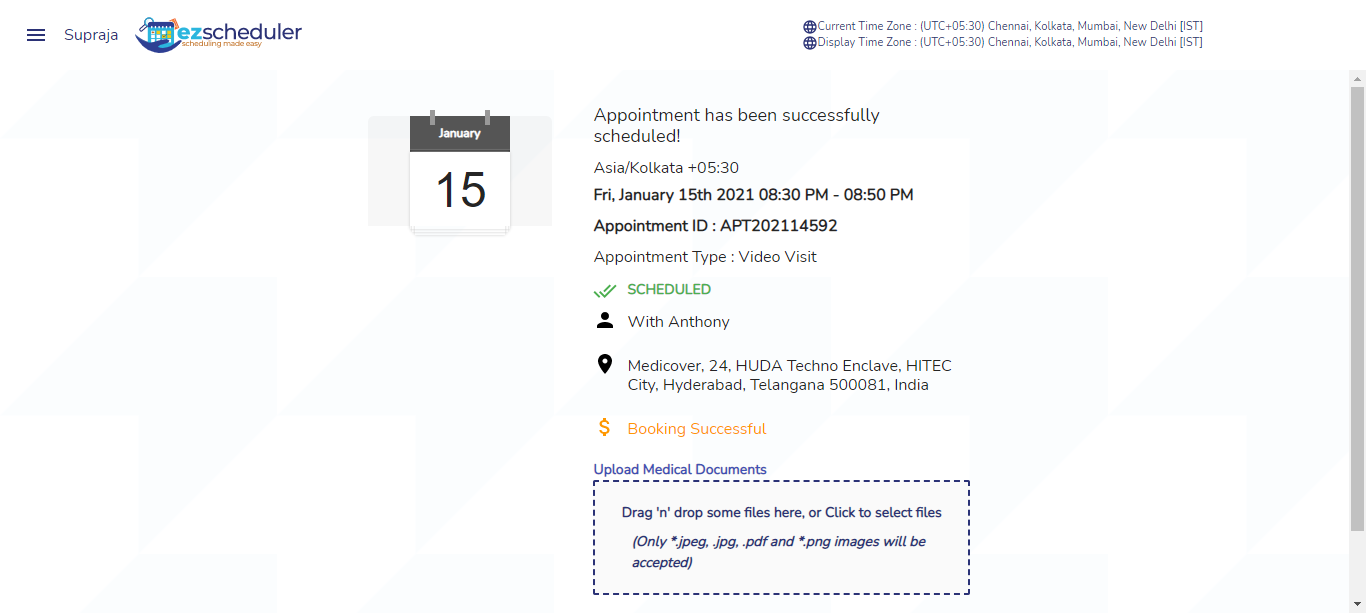 Supraja
ezscheduler
scheduling made easy
Current Time Zone : (UTC+05:30) Chennai, Kolkata, Mumbai, New Delhi [IST]
Display Time Zone : (UTC+05:30) Chennai, Kolkata, Mumbai, New Delhi [IST]
January
15
Appointment has been successfully
scheduled!
Asia/Kolkata +05:30
Fri, January 15th 2021 08:30 PM - 08:50 PM
Appointment ID : APT202114592
Appointment Type : Video Visit
SCHEDULED
With Anthony
Medicover, 24, HUDA Techno Enclave, HITEC
City, Hyderabad, Telangana 500081, India
$ Booking Successful
Upload Medical Documents
Drag 'n' drop some files here, or Click to select files
(Only *.jpeg, .jpg, .pdf and *.png images will be
accepted)